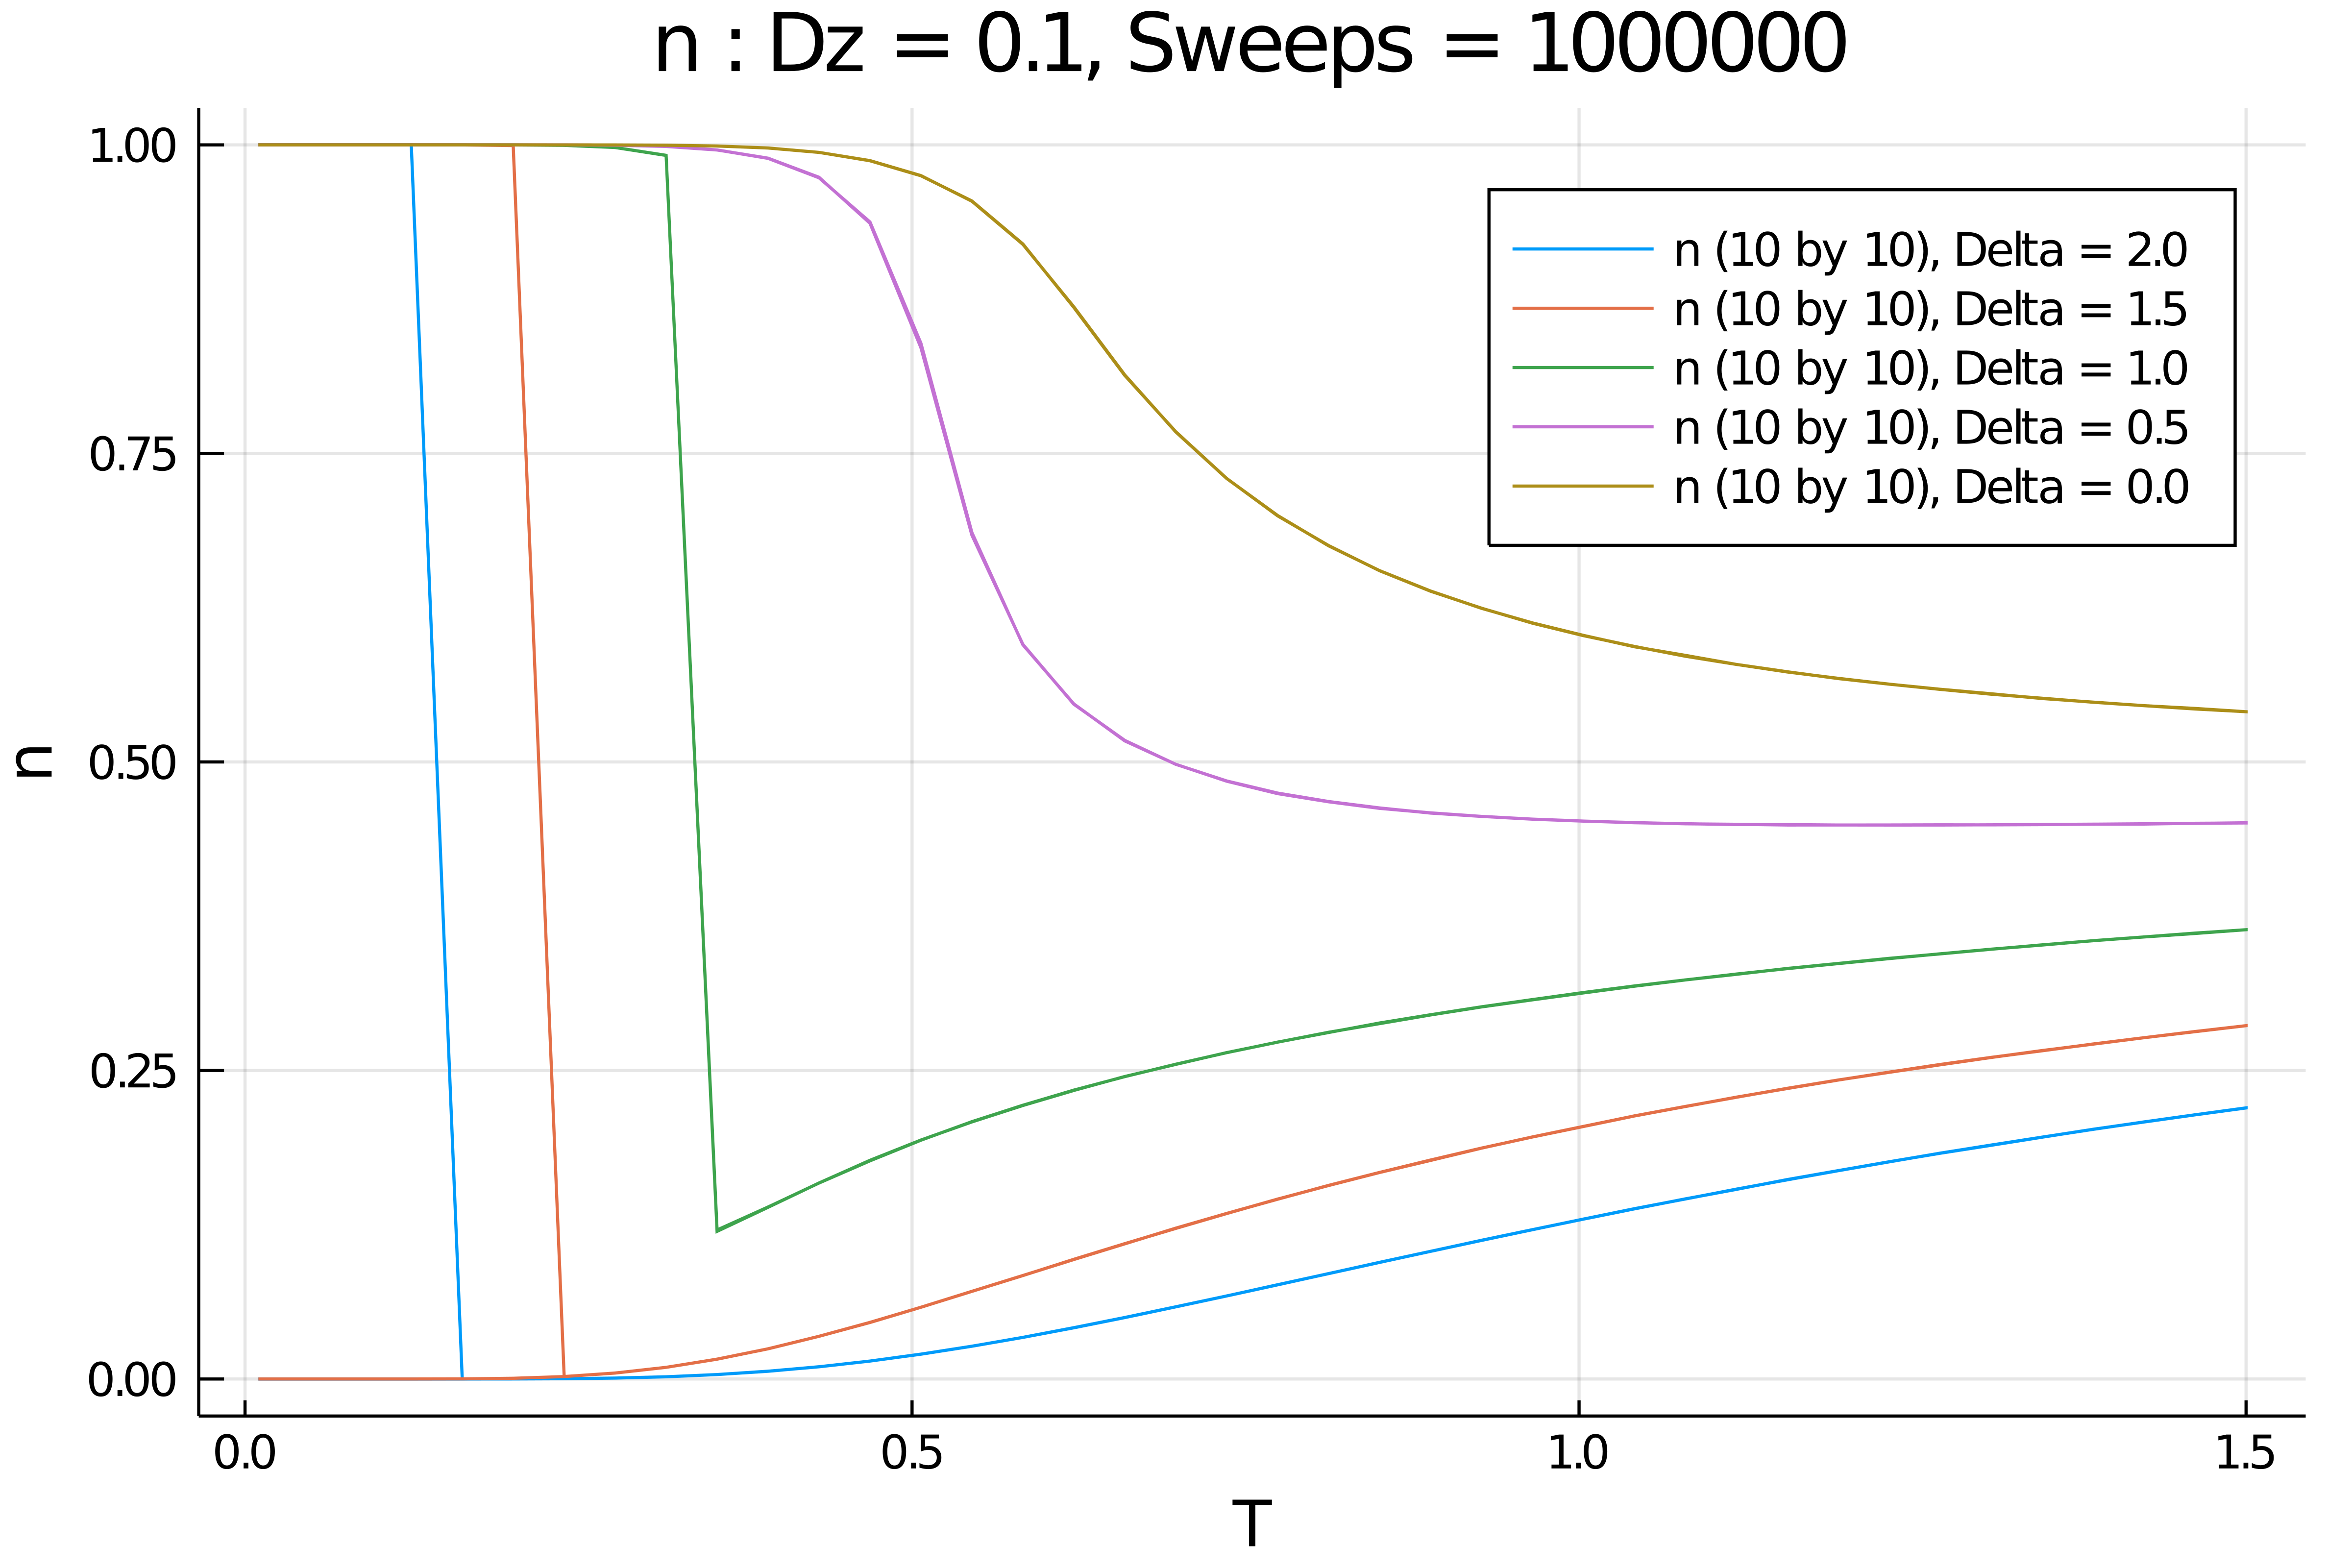 n : Dz = 0.1, Sweeps = 1000000
1.00
0.75
0.50
0.25
0.00
n
n (10 by 10), Delta = 2.0
n (10 by 10), Delta = 1.5
n (10 by 10), Delta = 1.0
n (10 by 10), Delta = 0.5
n (10 by 10), Delta = 0.0
0.0 0.5 1.0 1.5
T